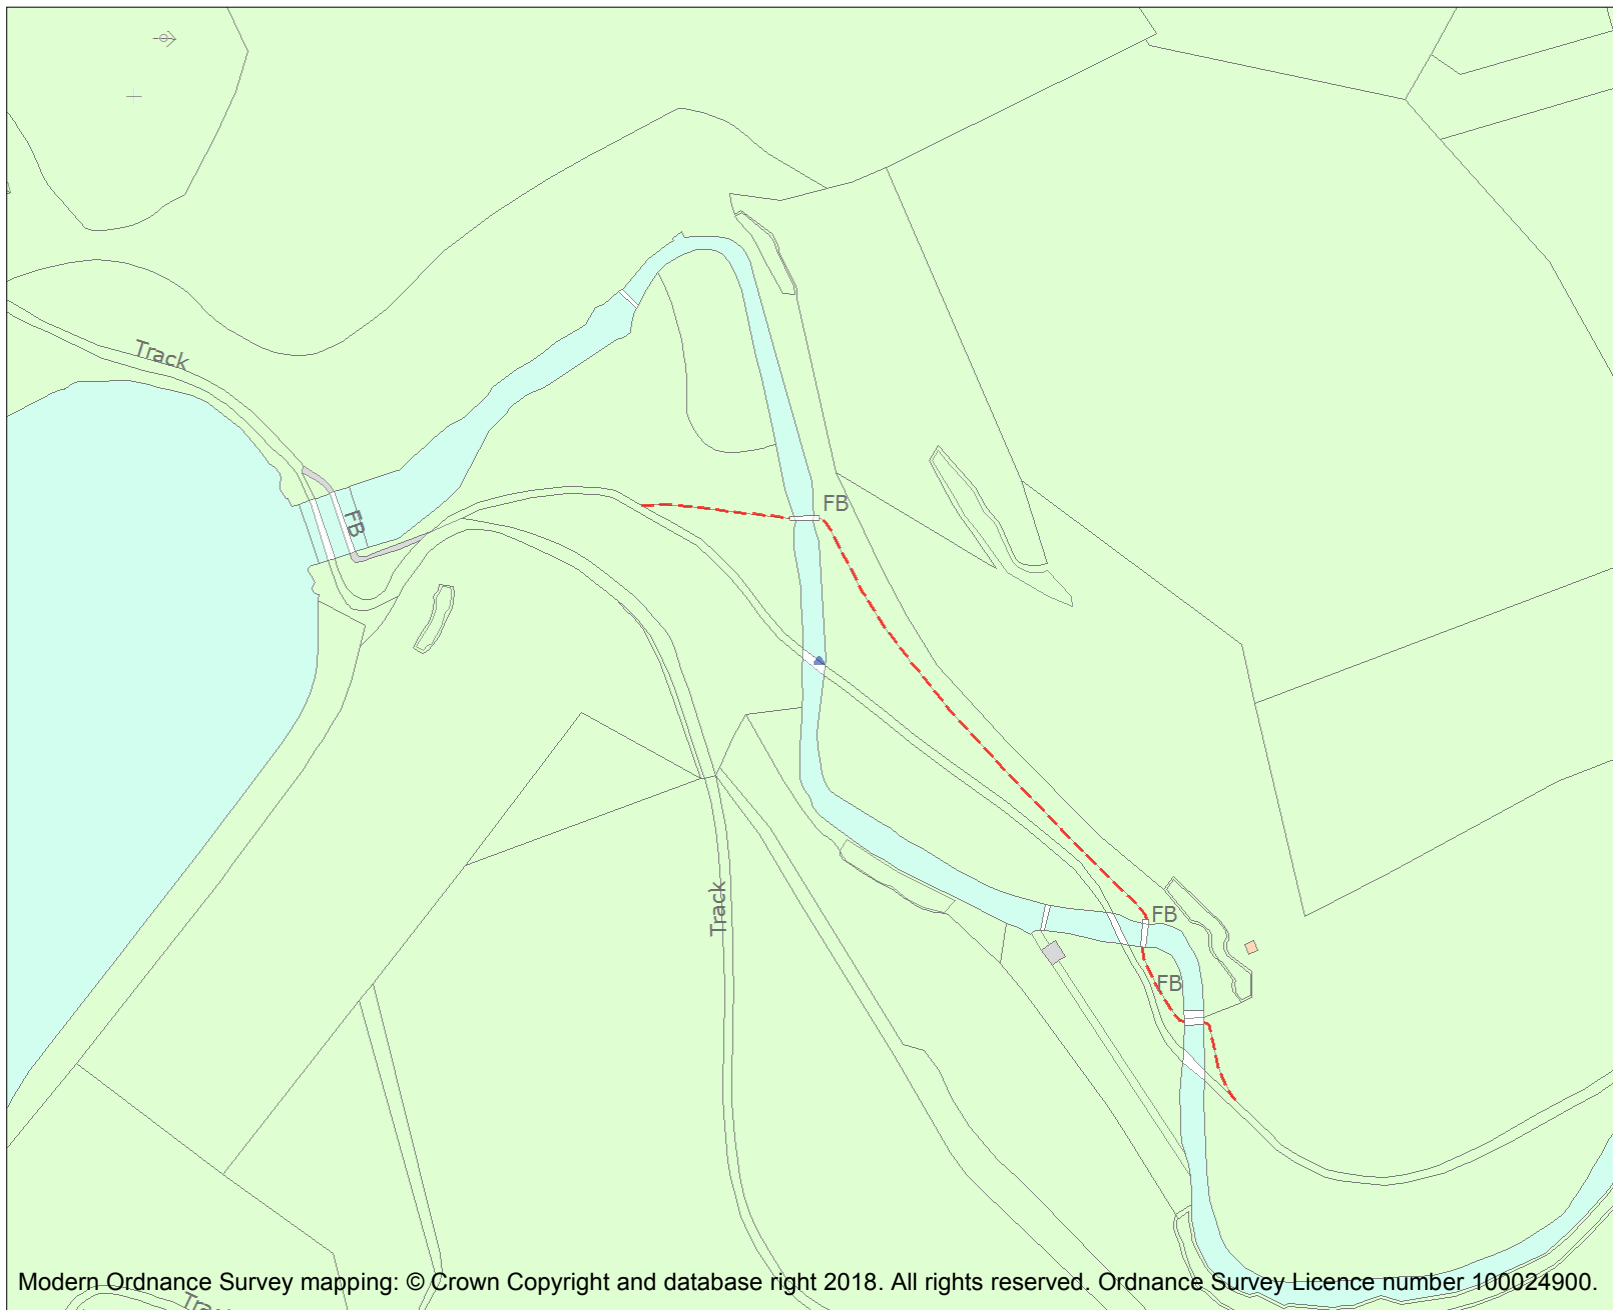 Track
FB
FB
FB
FB
Track
Modern Ordnance Survey mapping: © Crown Copyright and database right 2018. All rights reserved. Ordnance Survey Licence number 100024900.